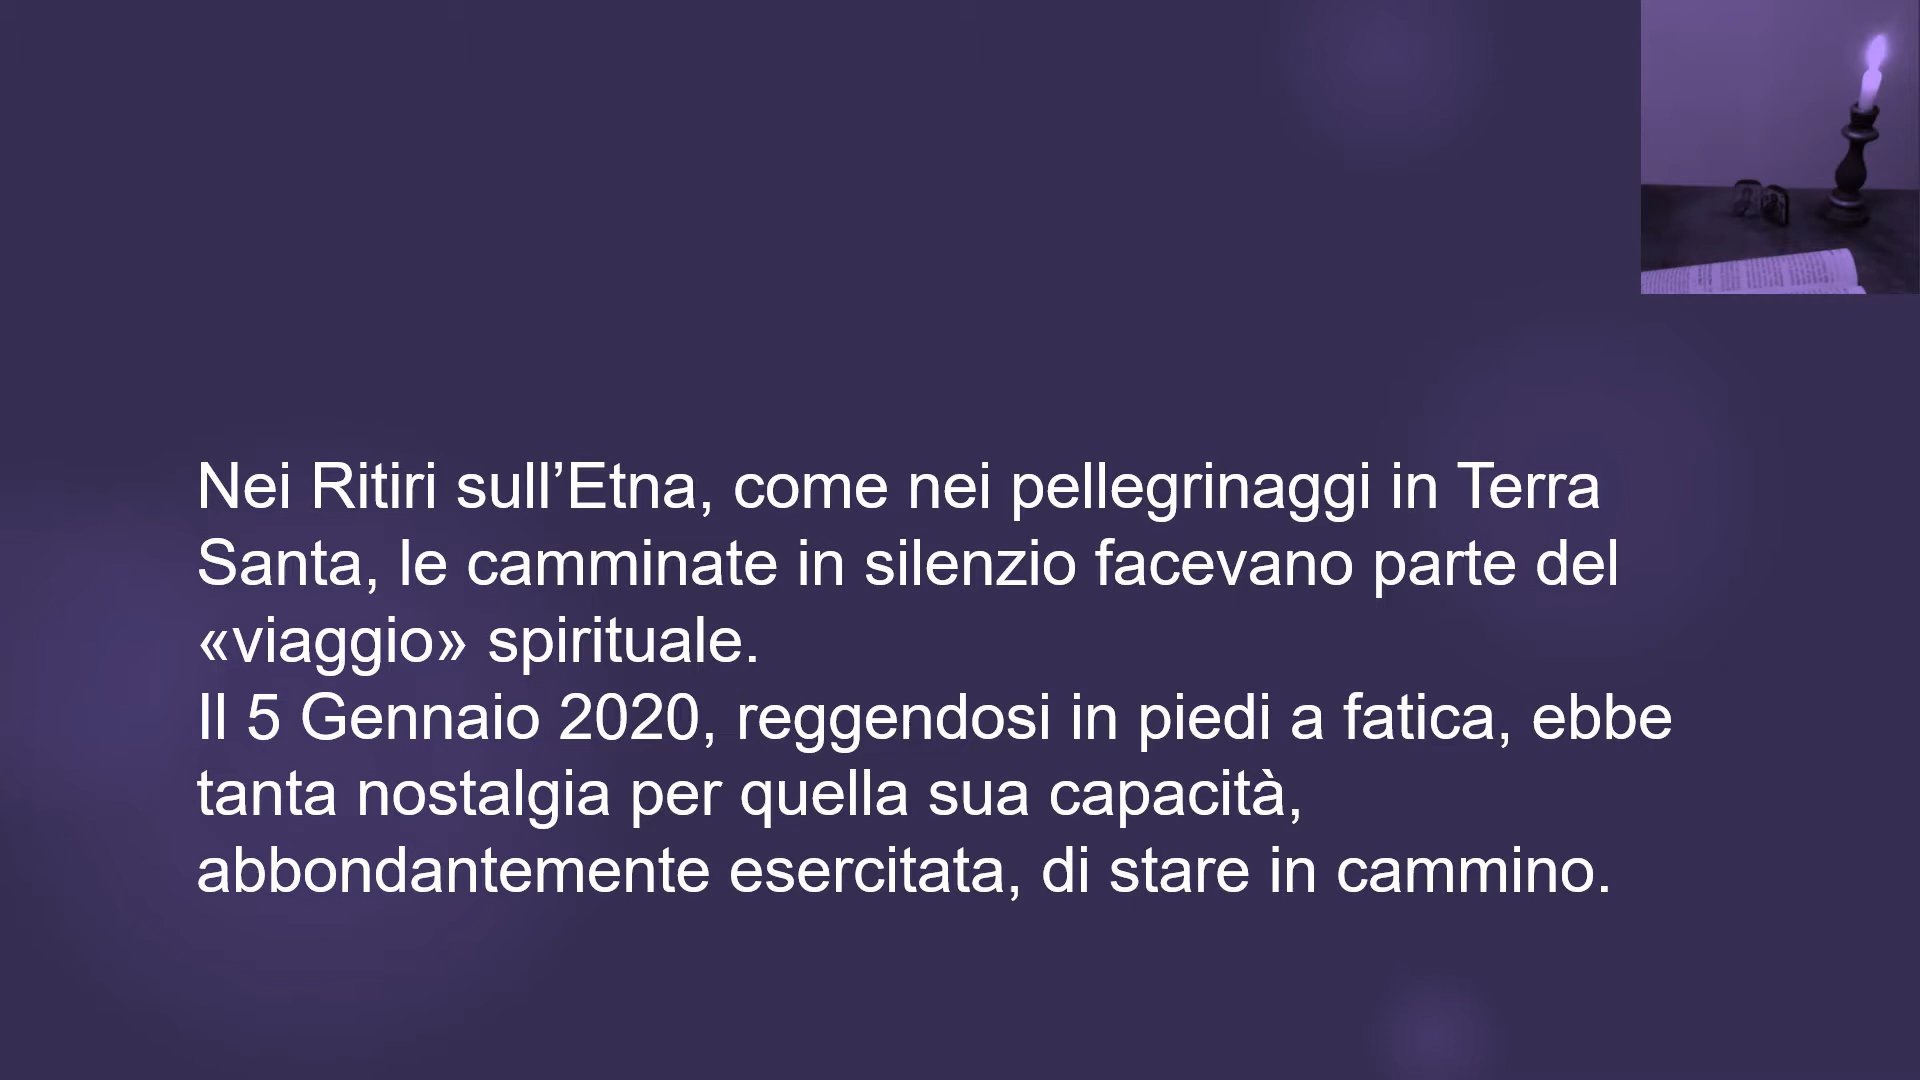 Nei Ritiri sull’Etna, come nei pellegrinaggi in Terra
Santa, le camminate in silenzio facevano parte del
«viaggio» spirituale.
Il 5 Gennaio 2020, reggendosi in piedi a fatica, ebbe
tanta nostalgia per quella sua capacità,
abbondantemente esercitata, di stare in cammino.